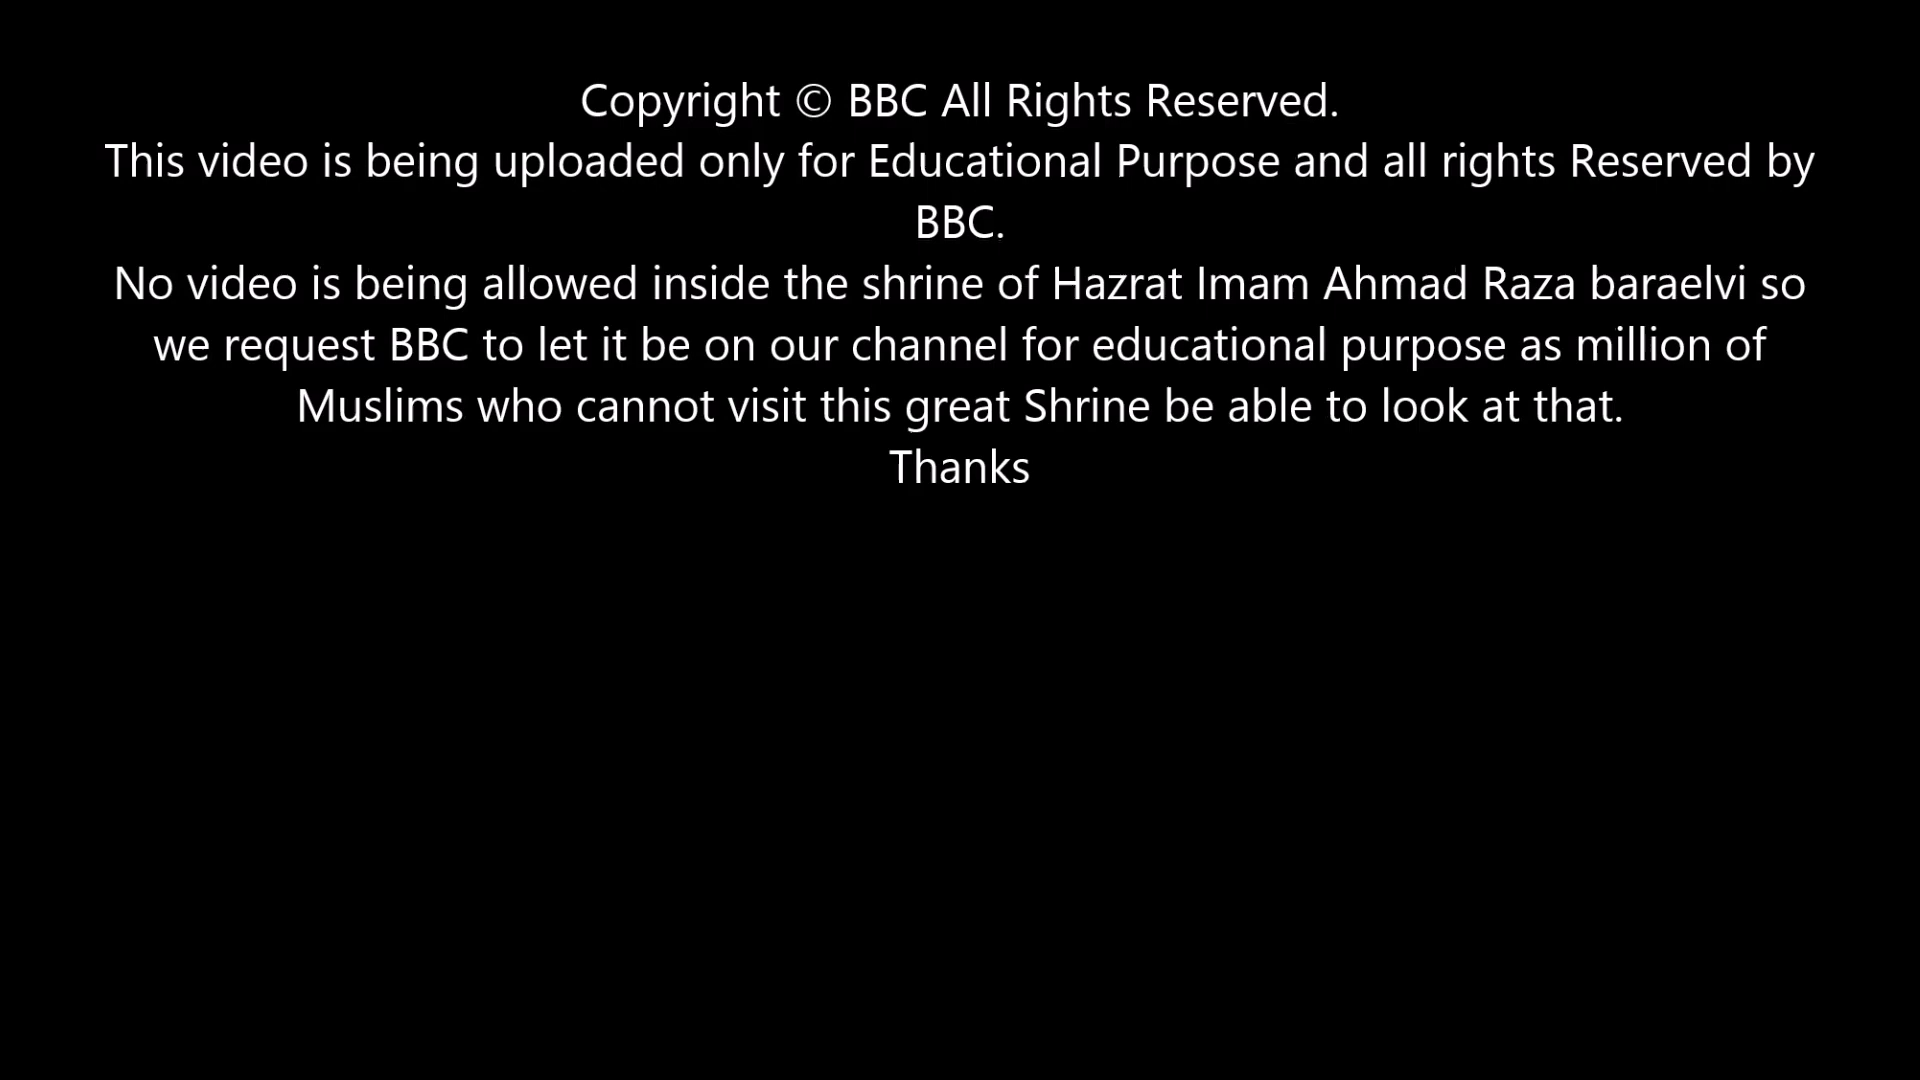 Copyright © BBC All Rights Reserved.
This video is being uploaded only for Educational Purpose and all rights Reserved by
BBC.
No video is being allowed inside the shrine of Hazrat Imam Ahmad Raza baraelvi so
we request BBC to let it be on our channel for educational purpose as million of
Muslims who cannot visit this great Shrine be able to look at that.
Thanks